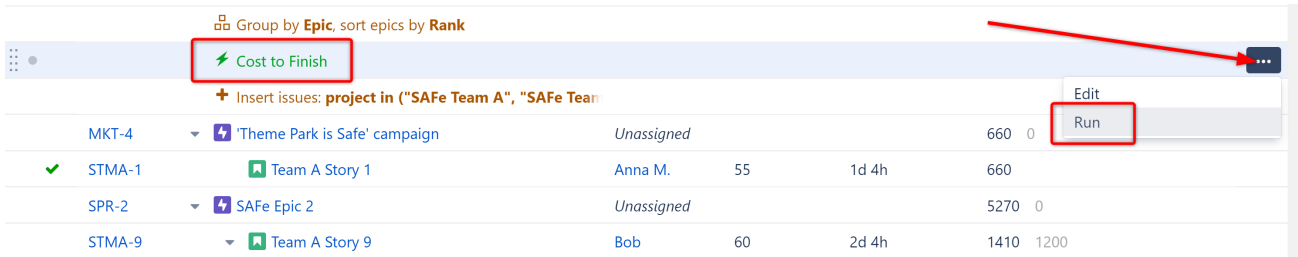 Group by Epic, sort epics by Rank
Cost to Finish
Insert issues: project in ("SAFe Team A", "SAFe Tean
Edit
Run
MKT-4 'Theme Park is Safe' campaign Unassigned 660 0
STMA-1 Team A Story 1 Anna M. 55 1d 4h 660
SPR-2 SAFe Epic 2 Unassigned 5270 0
STMA-9 Team A Story 9 Bob 60 2d 4h 1410 1200